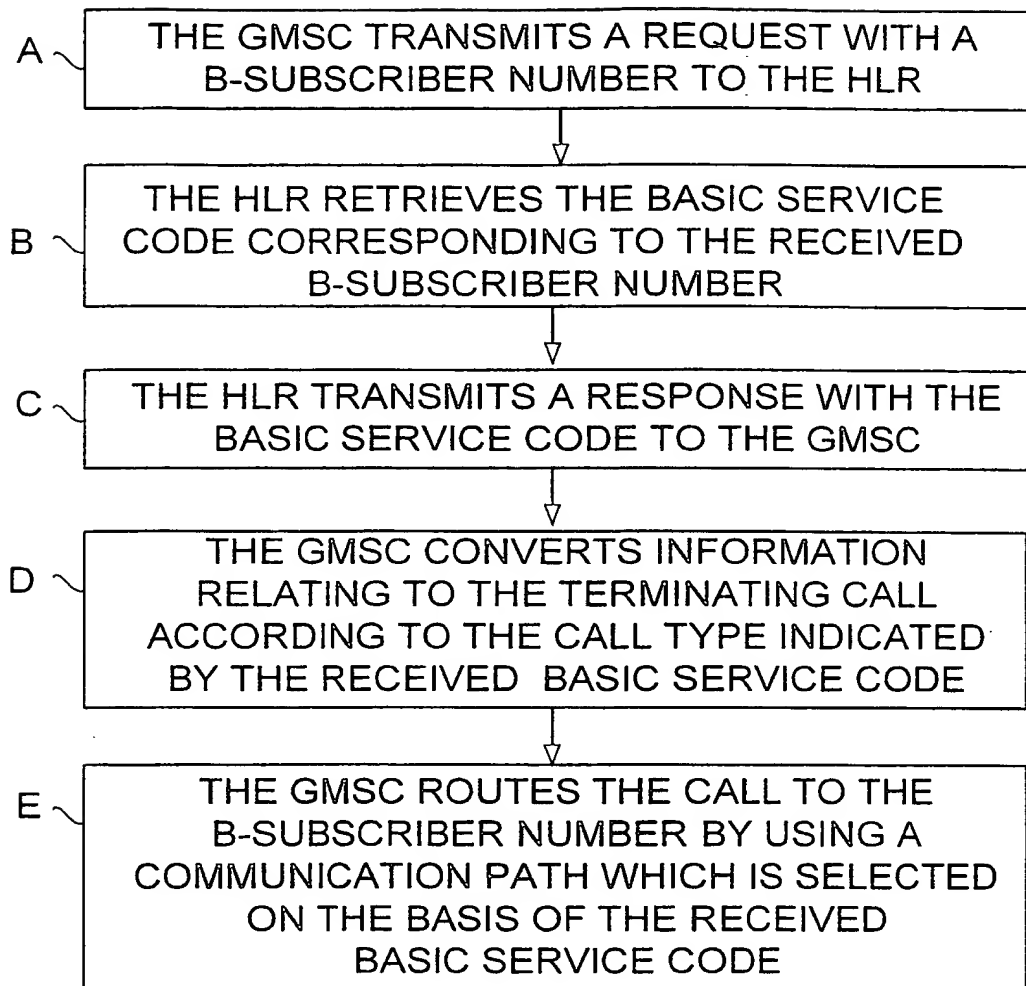 A
THE GMSC TRANSMITS A REQUEST WITH A
B-SUBSCRIBER NUMBER TO THE HLR
B
THE HLR RETRIEVES THE BASIC SERVICE
CODE CORRESPONDING TO THE RECEIVED
B-SUBSCRIBER NUMBER
C
THE HLR TRANSMITS A RESPONSE WITH THE
BASIC SERVICE CODE TO THE GMSC
D
THE GMSC CONVERTS INFORMATION
RELATING TO THE TERMINATING CALL
ACCORDING TO THE CALL TYPE INDICATED
BY THE RECEIVED BASIC SERVICE CODE
E
THE GMSC ROUTES THE CALL TO THE
B-SUBSCRIBER NUMBER BY USING A
COMMUNICATION PATH WHICH IS SELECTED
ON THE BASIS OF THE RECEIVED
BASIC SERVICE CODE